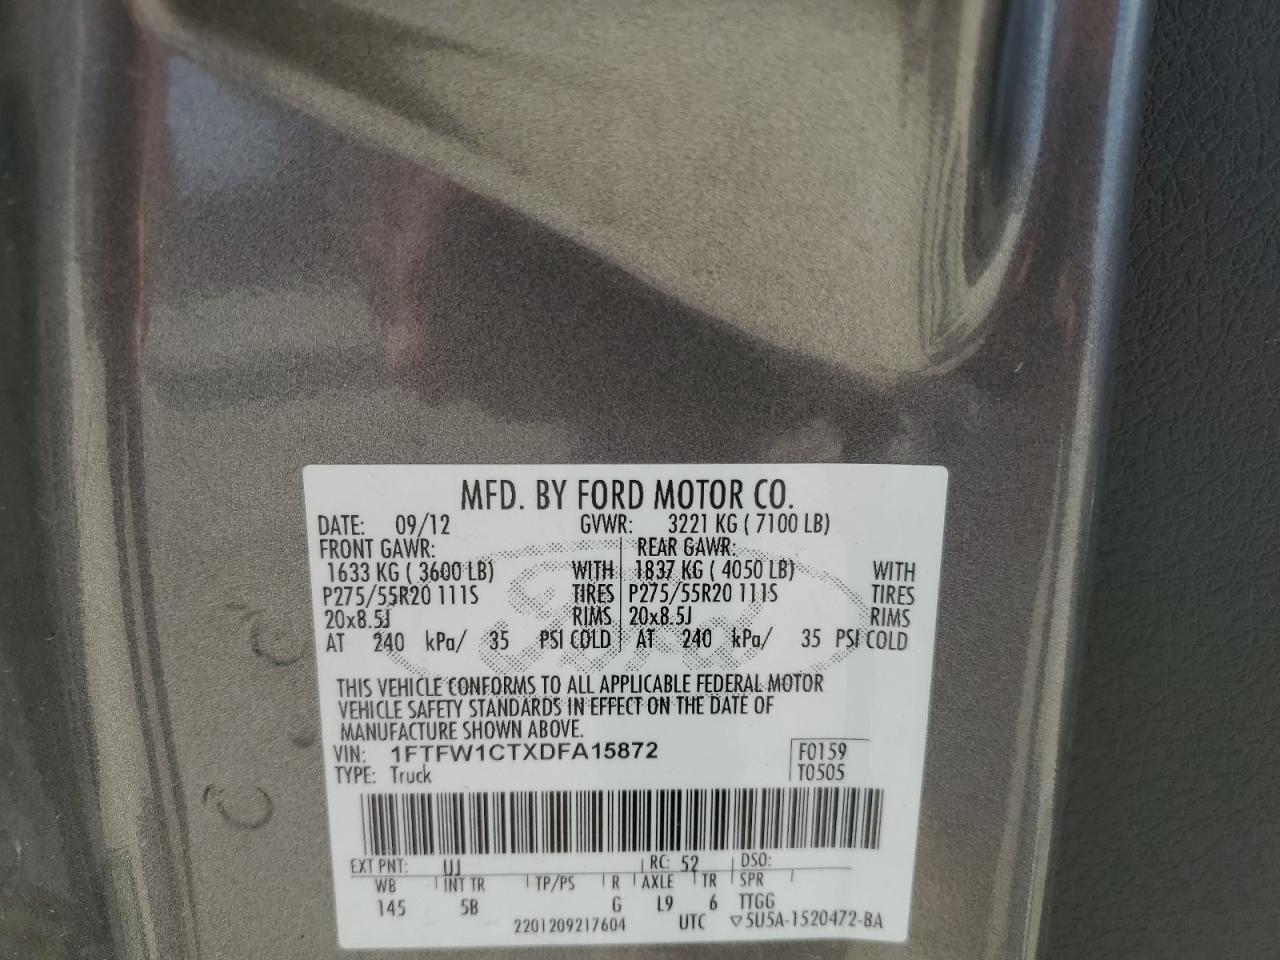 MFD. BY FORD MOTOR CO.
DATE: 09/12 GVWR: 3221 KG ( 7100 LB)
FRONT GAWR: REAR GAWR:
1633 KG ( 3600 LB) WITH 1837 KG ( 4050 LB) WITH
P275/55R20 111S TIRES P275/55R20 111S TIRES
20x8.5J RIMS 20x8.5J RIMS
AT 240 kPa/ 35 PSI COLD AT 240 kPa/ 35 PSI COLD
THIS VEHICLE CONFORMS TO ALL APPLICABLE FEDERAL MOTOR
VEHICLE SAFETY STANDARDS IN EFFECT ON THE DATE OF
MANUFACTURE SHOWN ABOVE.
VIN: 1FTFW1CTXDFA15872 F0159
TYPE: Truck T0505
EXT PNT: UJ RC: 52 DSO:
WB INT TR TP/PS R AXLE TR SPR
145 5B G L9 6 TTGG
2201209217604 UTC ▽5U5A-1520472-BA